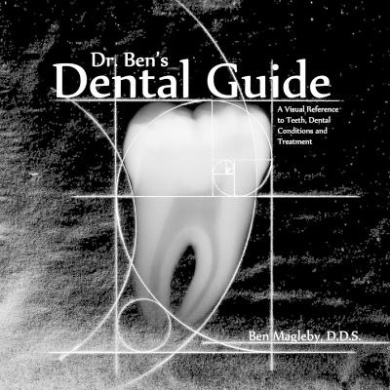 Dr. Ben's
Dental Guide
A Visual Reference
to Teeth, Dental
Conditions and
Treatment
Ben Magleby, D.D.S.